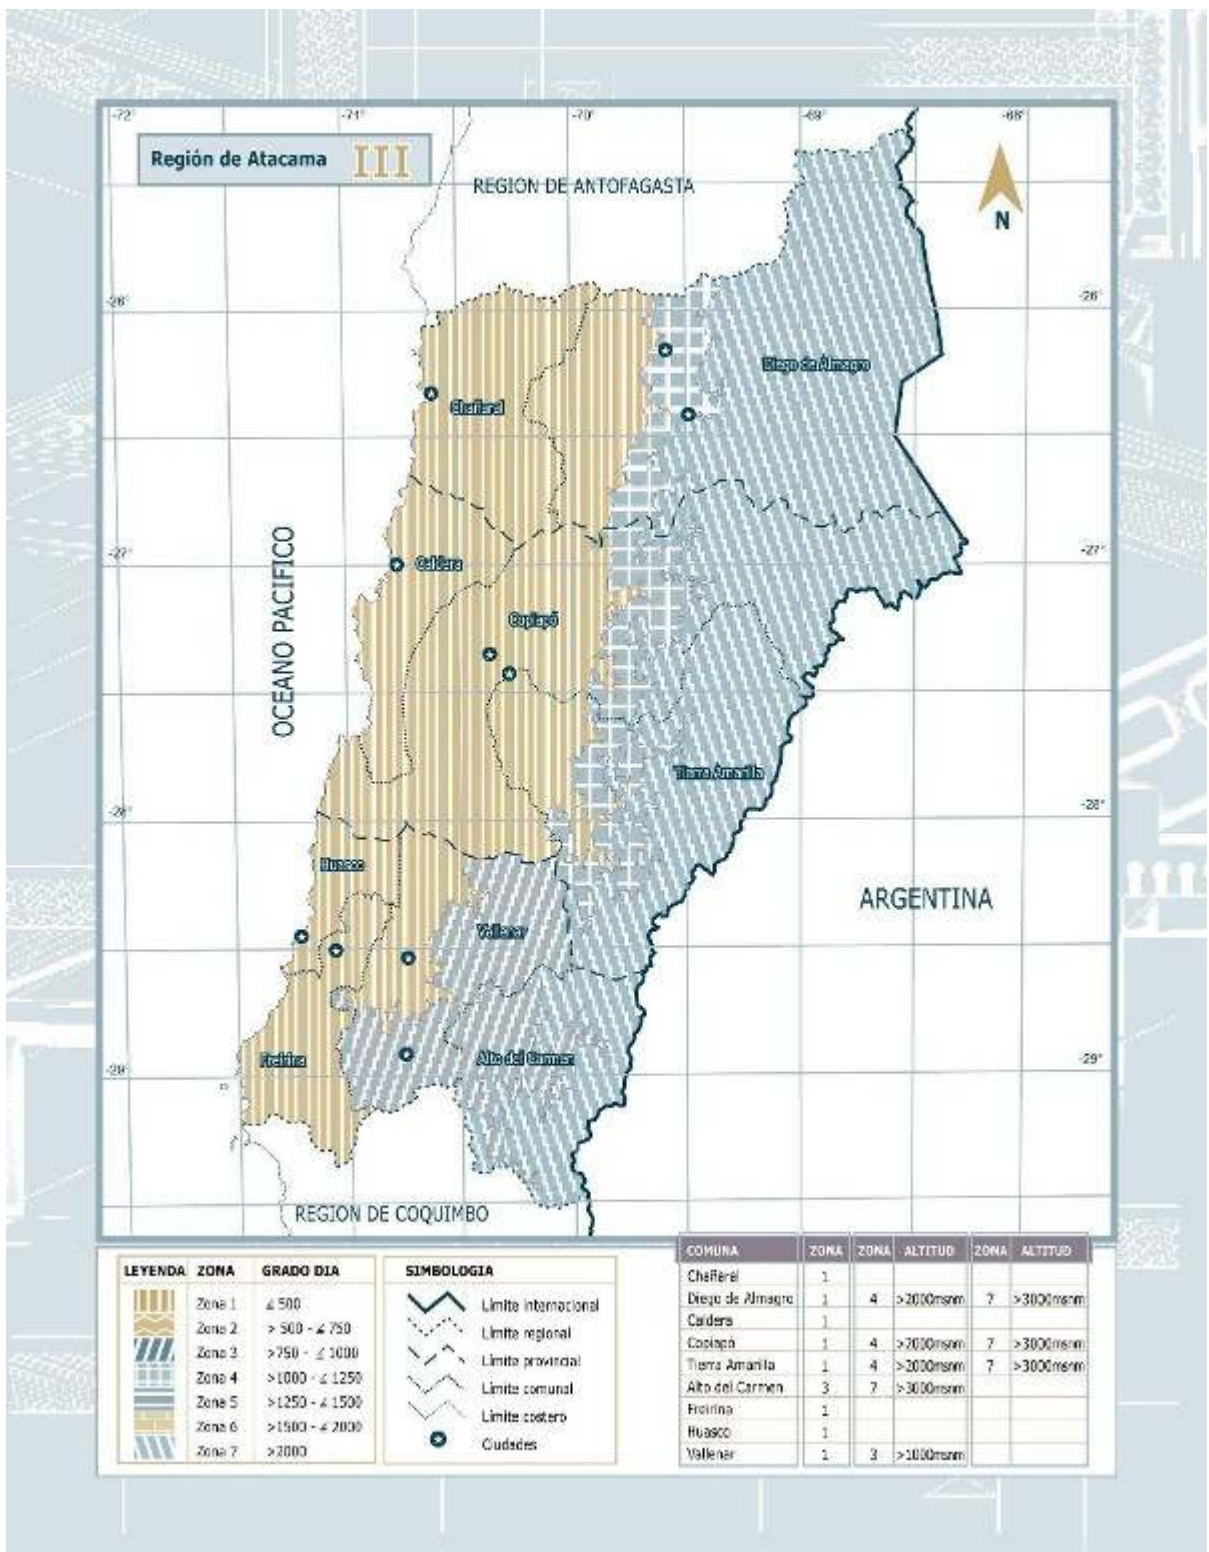 -72°
-71°
-70°
-69°
-68°
Región de Atacama III
REGION DE ANTOFAGASTA
N
-26°
-26°
Diego de Almagro
Chañaral
-27°
-27°
Caldera
Copiapó
OCEANO PACIFICO
Tierra Amarilla
-28°
-28°
Huasco
ARGENTINA
Vallenar
Freirina
Alto del Carmen
-29°
-29°
REGION DE COQUIMBO
LEYENDA ZONA GRADO DIA
Zona 1 ≤ 500
Zona 2 > 500 - ≤ 750
Zona 3 >750 - ≤ 1000
Zona 4 >1000 - ≤ 1250
Zona 5 >1250 - ≤ 1500
Zona 6 >1500 - ≤ 2000
Zona 7 >2000
SIMBOLOGIA
Límite internacional
Límite regional
Límite provincial
Límite comunal
Límite costero
Ciudades
COMUNA ZONA ZONA ALTITUD ZONA ALTITUD
Chañaral 1
Diego de Almagro 1 4 >2000msnm 7 >3000msnm
Caldera 1
Copiapó 1 4 >2000msnm 7 >3000msnm
Tierra Amarilla 1 4 >2000msnm 7 >3000msnm
Alto del Carmen 3 7 >3000msnm
Freirina 1
Huasco 1
Vallenar 1 3 >1000msnm